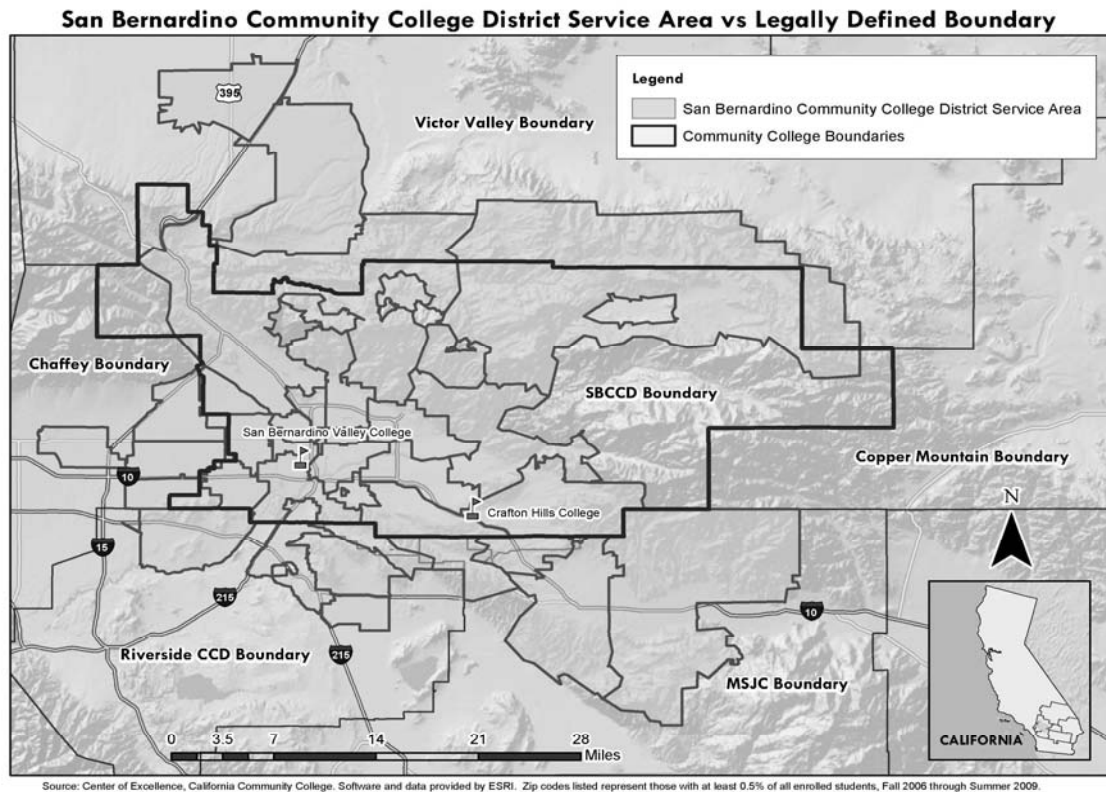 San Bernardino Community College District Service Area vs Legally Defined Boundary
395
Victor Valley Boundary
Legend
San Bernardino Community College District Service Area
Community College Boundaries
Chaffey Boundary
SBCCD Boundary
San Bernardino Valley College
Copper Mountain Boundary
10
Crafton Hills College
N
15
215
10
Riverside CCD Boundary
215
MSJC Boundary
0 3.5 7 14 21 28
Miles
CALIFORNIA
Source: Center of Excellence, California Community College. Software and data provided by ESRI. Zip codes listed represent those with at least 0.5% of all enrolled students, Fall 2006 through Summer 2009.